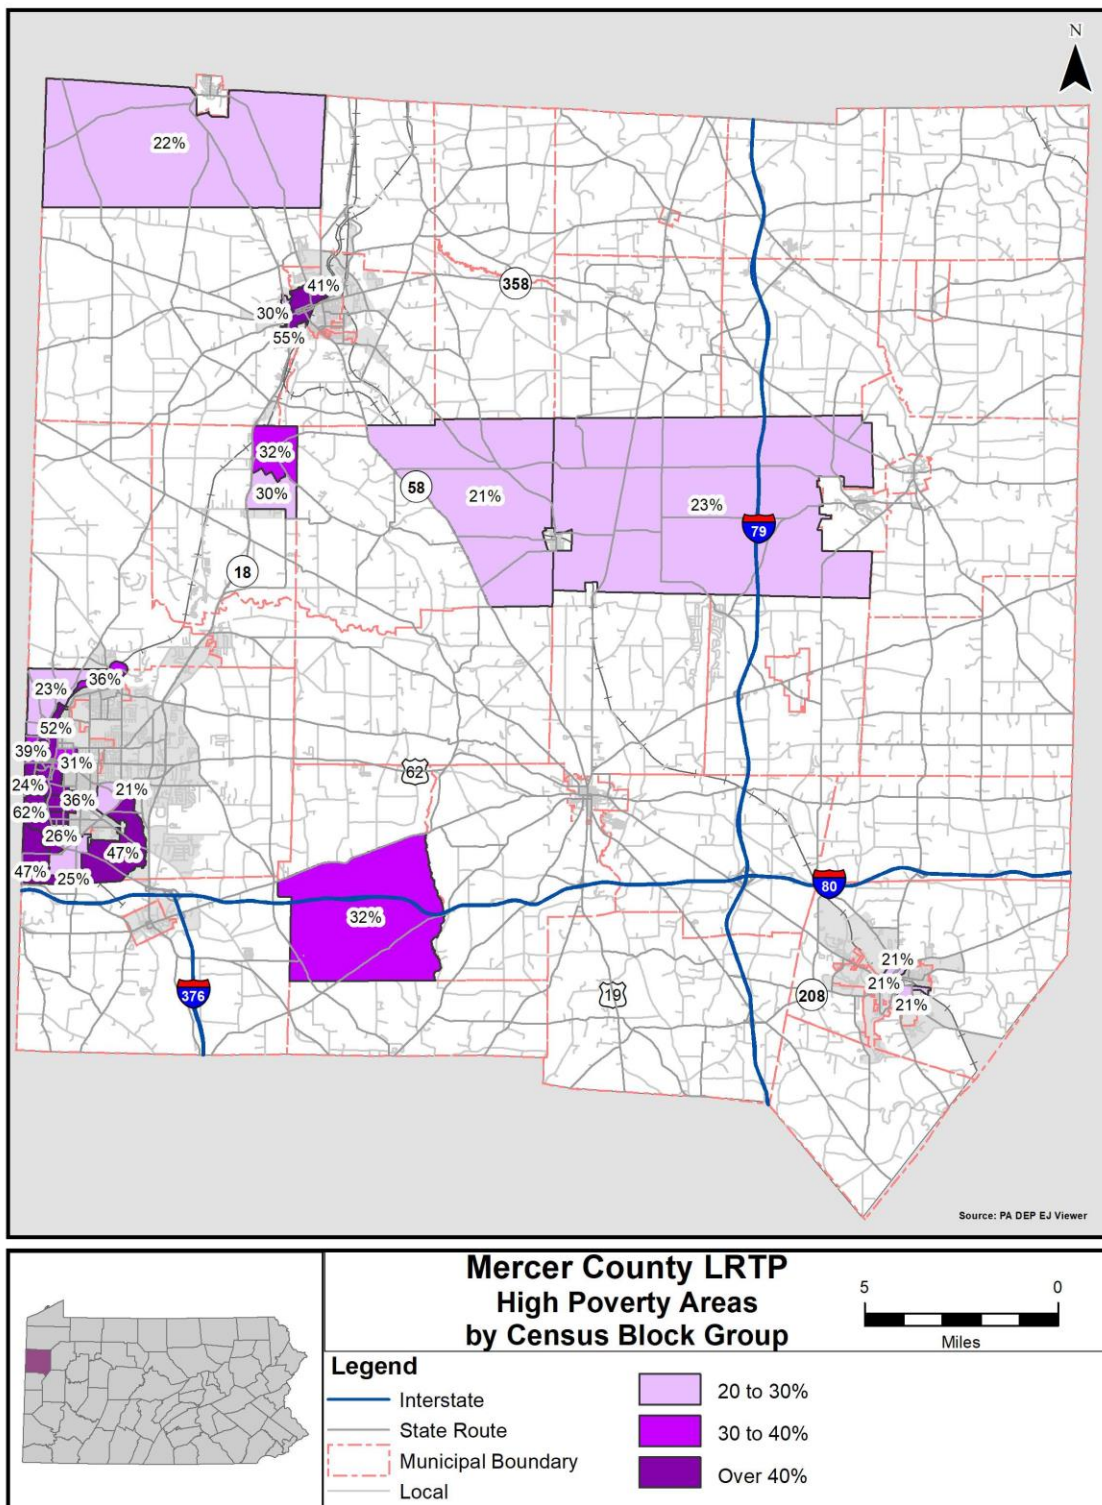 N
22%
41%
358
30%
55%
32%
30%
58
21%
23%
79
18
36%
23%
52%
39%
31%
62
24%
36%
21%
62%
26%
47%
47%
25%
80
32%
376
19
208
21%
21%
21%
Source: PA DEP EJ Viewer
Mercer County LRTP
High Poverty Areas
by Census Block Group
5 0
Miles
Legend
Interstate
State Route
Municipal Boundary
Local
20 to 30%
30 to 40%
Over 40%